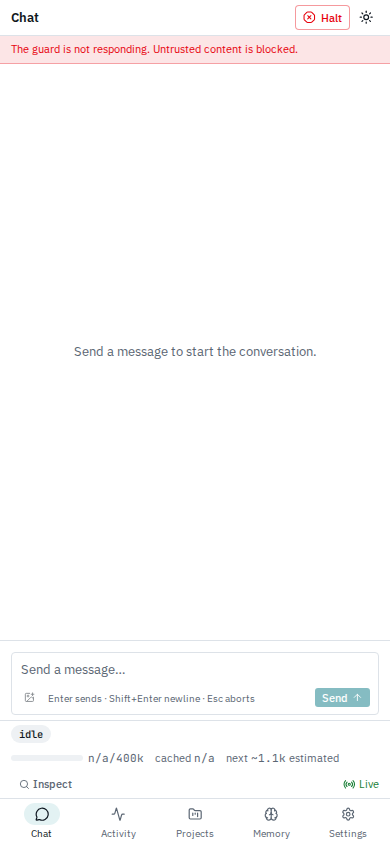 Chat
Halt
The guard is not responding. Untrusted content is blocked.
Send a message to start the conversation.
Send a message...
Enter sends · Shift+Enter newline · Esc aborts
Send
idle
n/a/400k cached n/a next ~1.1k estimated
Inspect
Live
Chat Activity Projects Memory Settings